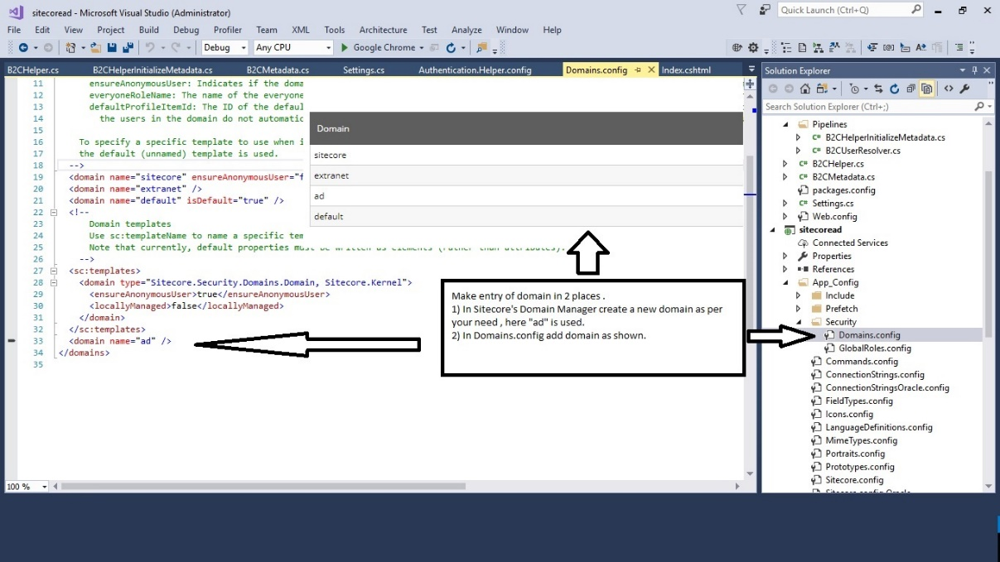 sitecoread - Microsoft Visual Studio (Administrator)
Quick Launch (Ctrl+Q)
File Edit View Project Build Debug Profiler Team XML Tools Architecture Test Analyze Window Help
Debug Any CPU Google Chrome
B2CHelper.cs B2CHelperInitializeMetadata.cs B2CMetadata.cs Settings.cs Authentication.Helper.config Domains.config Index.cshtml
11 ensureAnonymousUser: Indicates if the doma
12 everyoneRoleName: The name of the everyone
13 defaultProfileItemId: The ID of the defaul
14 the users in the domain do not automatic
15
16 To specify a specific template to use when i
17 the default (unnamed) template is used.
18 -->
19 <domain name="sitecore" ensureAnonymousUser="f
20 <domain name="extranet" />
21 <domain name="default" isDefault="true" />
22 <!--
23 Domain templates
24 Use sc:templateName to name a specific tem
25 Note that currently, default properties must be written as elements (rather than attributes).
26 -->
27 <sc:templates>
28 <domain type="Sitecore.Security.Domains.Domain, Sitecore.Kernel">
29 <ensureAnonymousUser>true</ensureAnonymousUser>
30 <locallyManaged>false</locallyManaged>
31 </domain>
32 </sc:templates>
33 <domain name="ad" />
34 </domains>
35
100 %
Domain
sitecore
extranet
ad
default
Make entry of domain in 2 places .
1) In Sitecore's Domain Manager create a new domain as per
your need , here "ad" is used.
2) In Domains.config add domain as shown.
Solution Explorer
Search Solution Explorer (Ctrl+;)
Pipelines
C# B2CHelperInitializeMetadata.cs
C# B2CUserResolver.cs
C# B2CHelper.cs
C# B2CMetadata.cs
packages.config
C# Settings.cs
Web.config
sitecoread
Connected Services
Properties
References
App_Config
Include
Prefetch
Security
Domains.config
GlobalRoles.config
Commands.config
ConnectionStrings.config
ConnectionStringsOracle.config
FieldTypes.config
Icons.config
LanguageDefinitions.config
MimeTypes.config
Portraits.config
Prototypes.config
Sitecore.config